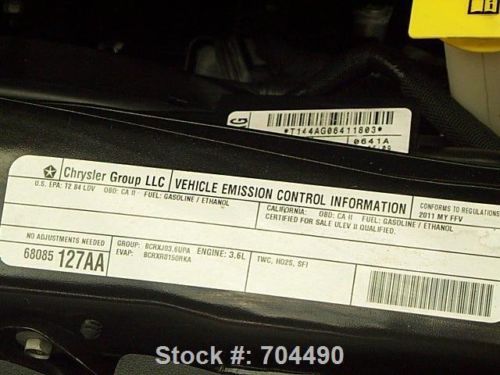 G
*T144AG06411803*
0641A
Chrysler Group LLC VEHICLE EMISSION CONTROL INFORMATION CONFORMS TO REGULATIONS:
U.S. EPA: T2 B4 LDV OBD: CA II FUEL: GASOLINE / ETHANOL CALIFORNIA: OBD: CA II FUEL: GASOLINE / ETHANOL 2011 MY FFV
CERTIFIED FOR SALE ULEV II QUALIFIED
NO ADJUSTMENTS NEEDED GROUP: BCRXJ03.6UPA ENGINE: 3.6L TWC, HO2S, SFI
68085 127AA EVAP: BCRXR0150RKA
Stock #: 704490